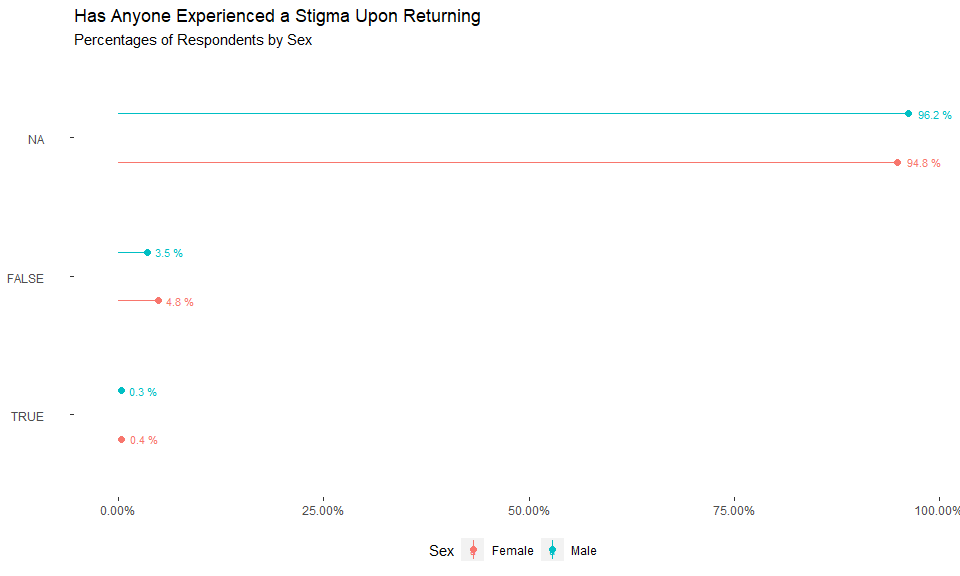 Has Anyone Experienced a Stigma Upon Returning
Percentages of Respondents by Sex
96.2 %
NA
94.8 %
3.5 %
FALSE
4.8 %
0.3 %
TRUE
0.4 %
0.00% 25.00% 50.00% 75.00% 100.00%
Sex Female Male